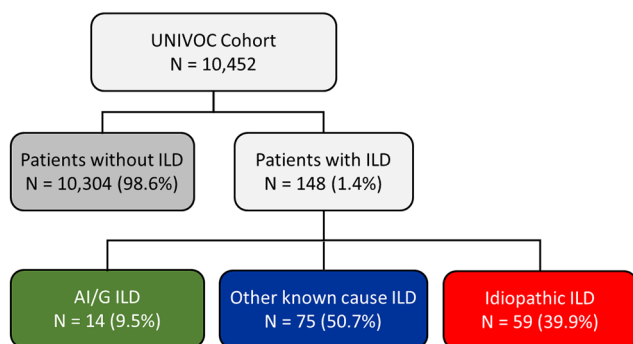 UNIVOC Cohort
N = 10,452
Patients without ILD
N = 10,304 (98.6%)
Patients with ILD
N = 148 (1.4%)
AI/G ILD
N = 14 (9.5%)
Other known cause ILD
N = 75 (50.7%)
Idiopathic ILD
N = 59 (39.9%)